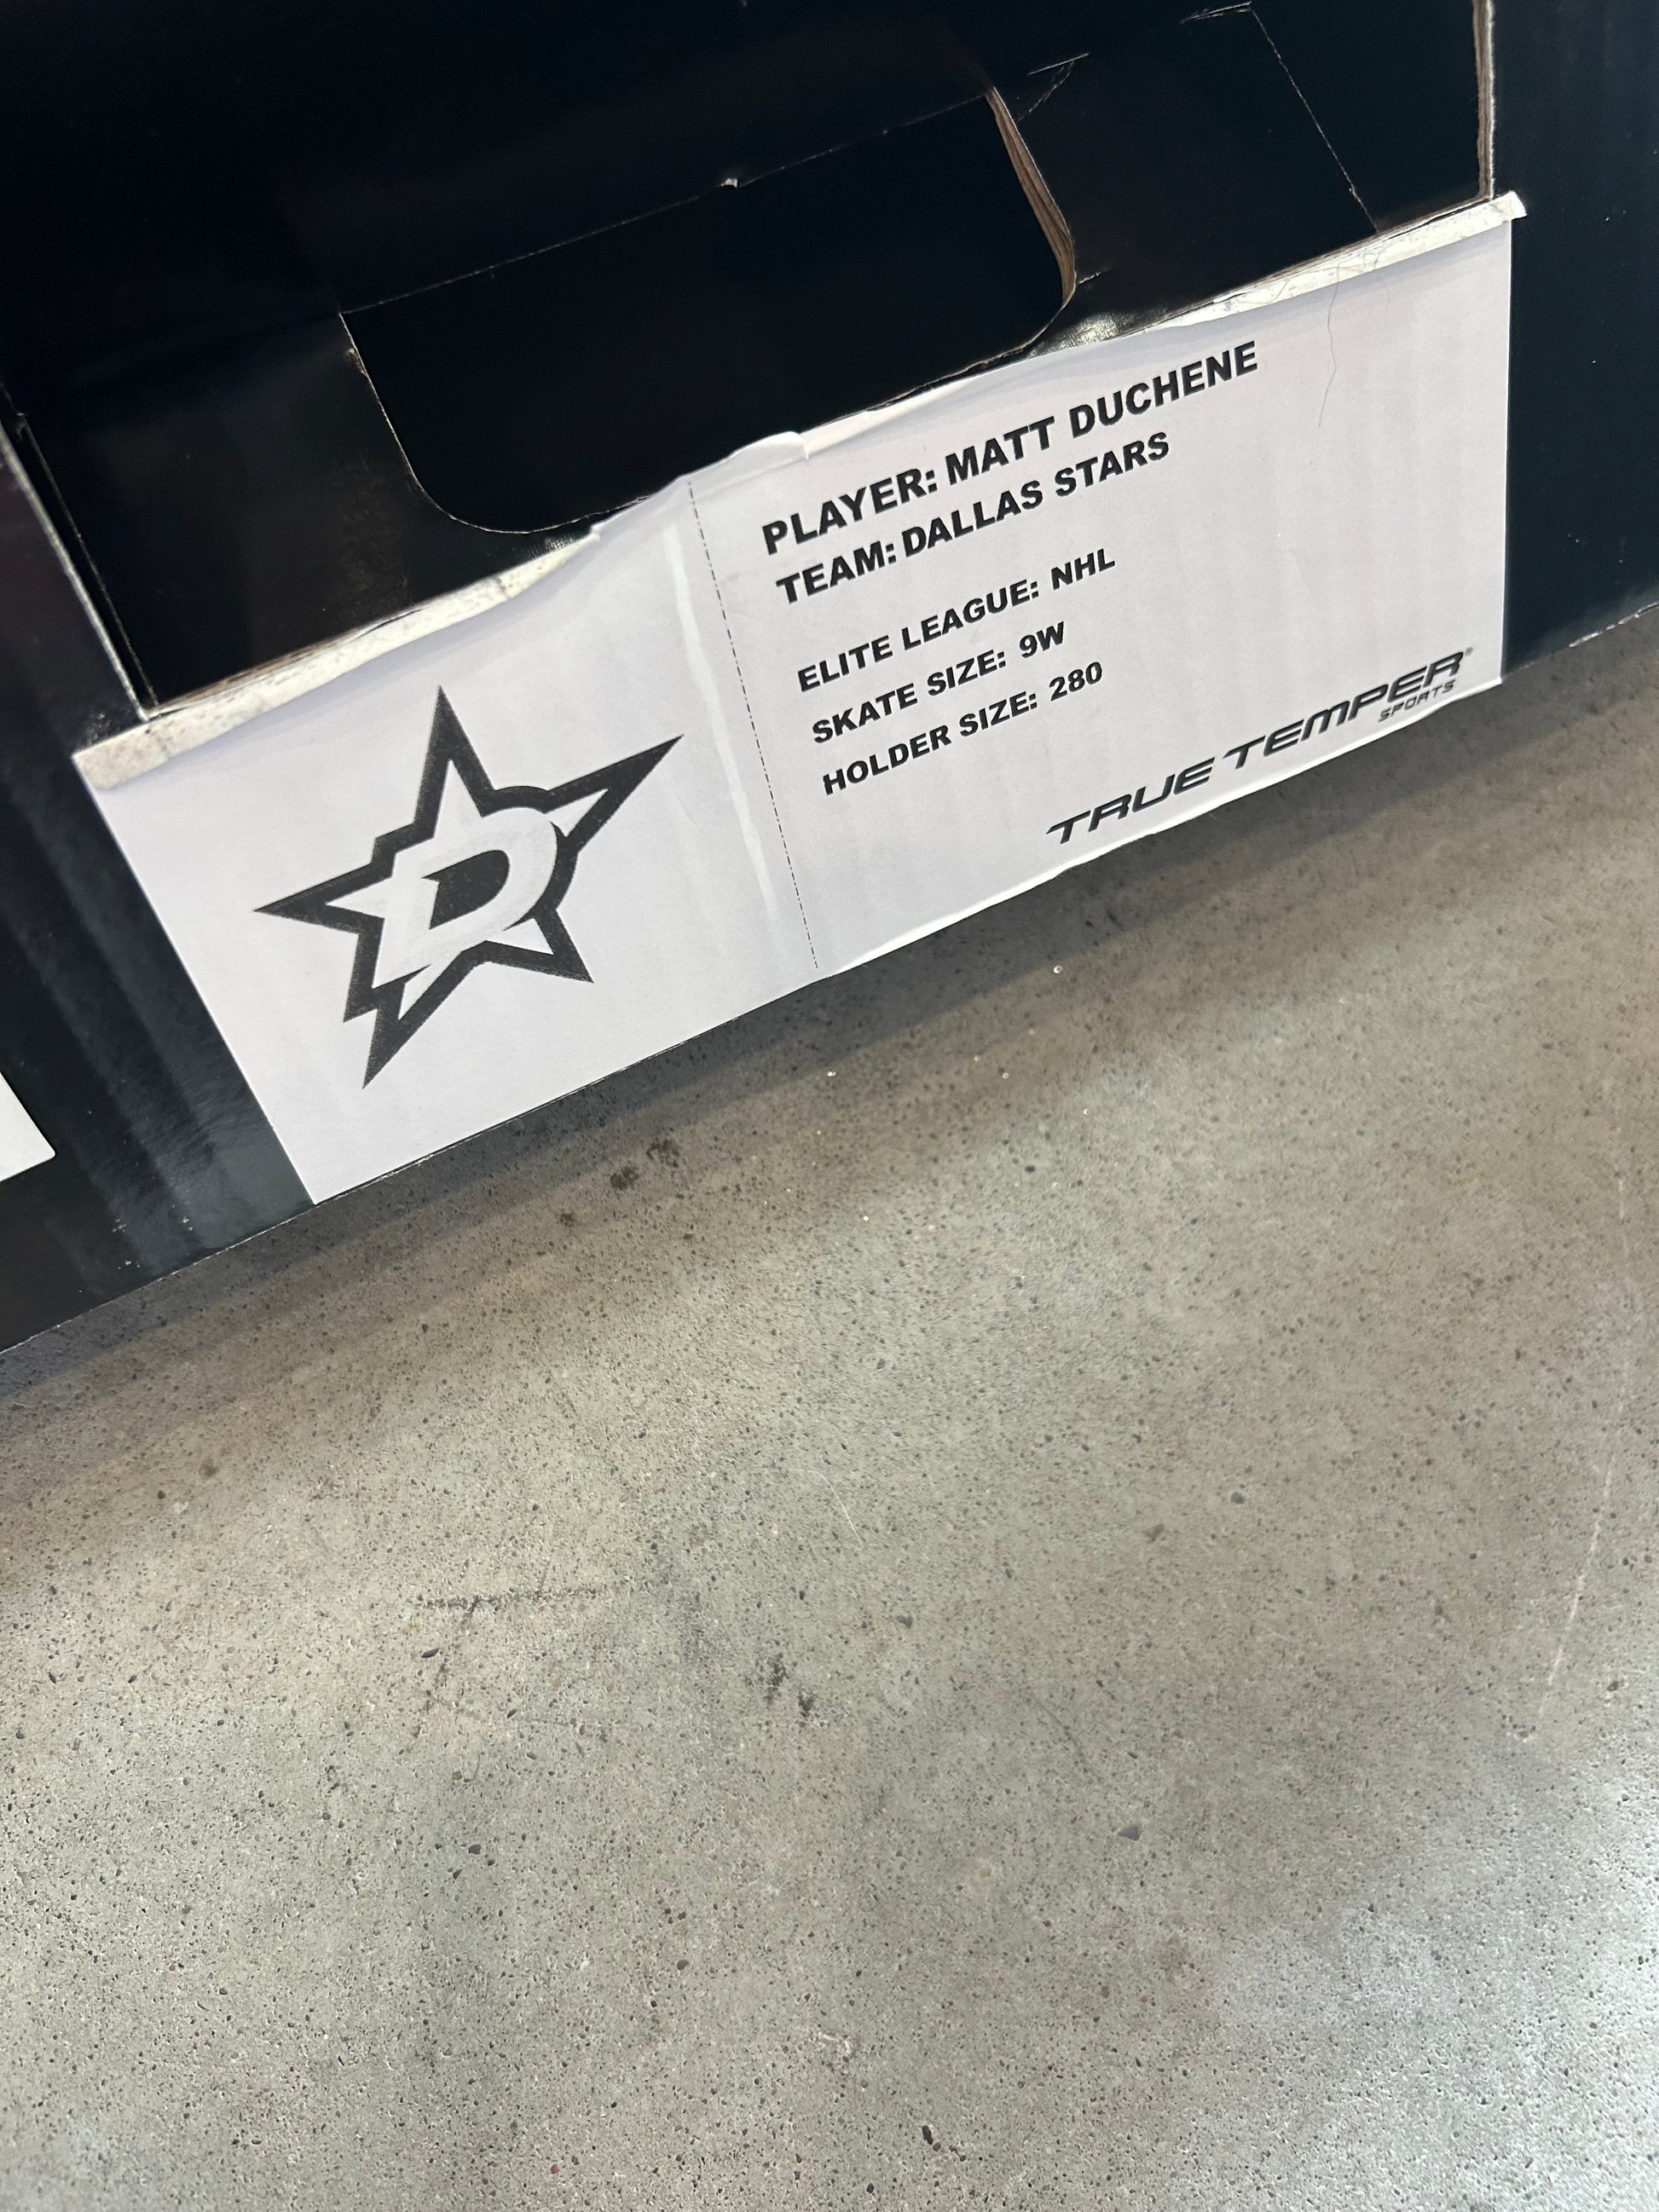 PLAYER: MATT DUCHENE
TEAM: DALLAS STARS
ELITE LEAGUE: NHL
SKATE SIZE: 9W
HOLDER SIZE: 280
D
TRUE TEMPER®
SPORTS